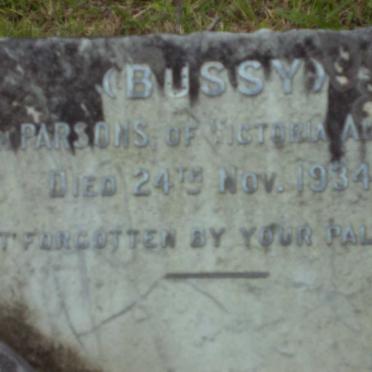 (BUSSY)
PARSONS, OF VICTORIA
DIED 24TH NOV. 1934
FORGOTTEN BY YOUR